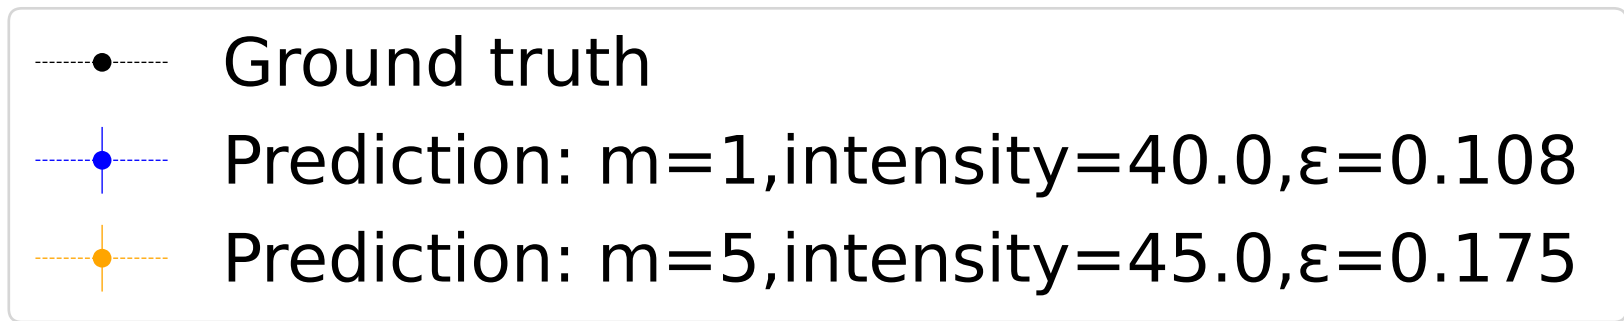 Ground truth
Prediction: m=1,intensity=40.0,ε=0.108
Prediction: m=5,intensity=45.0,ε=0.175